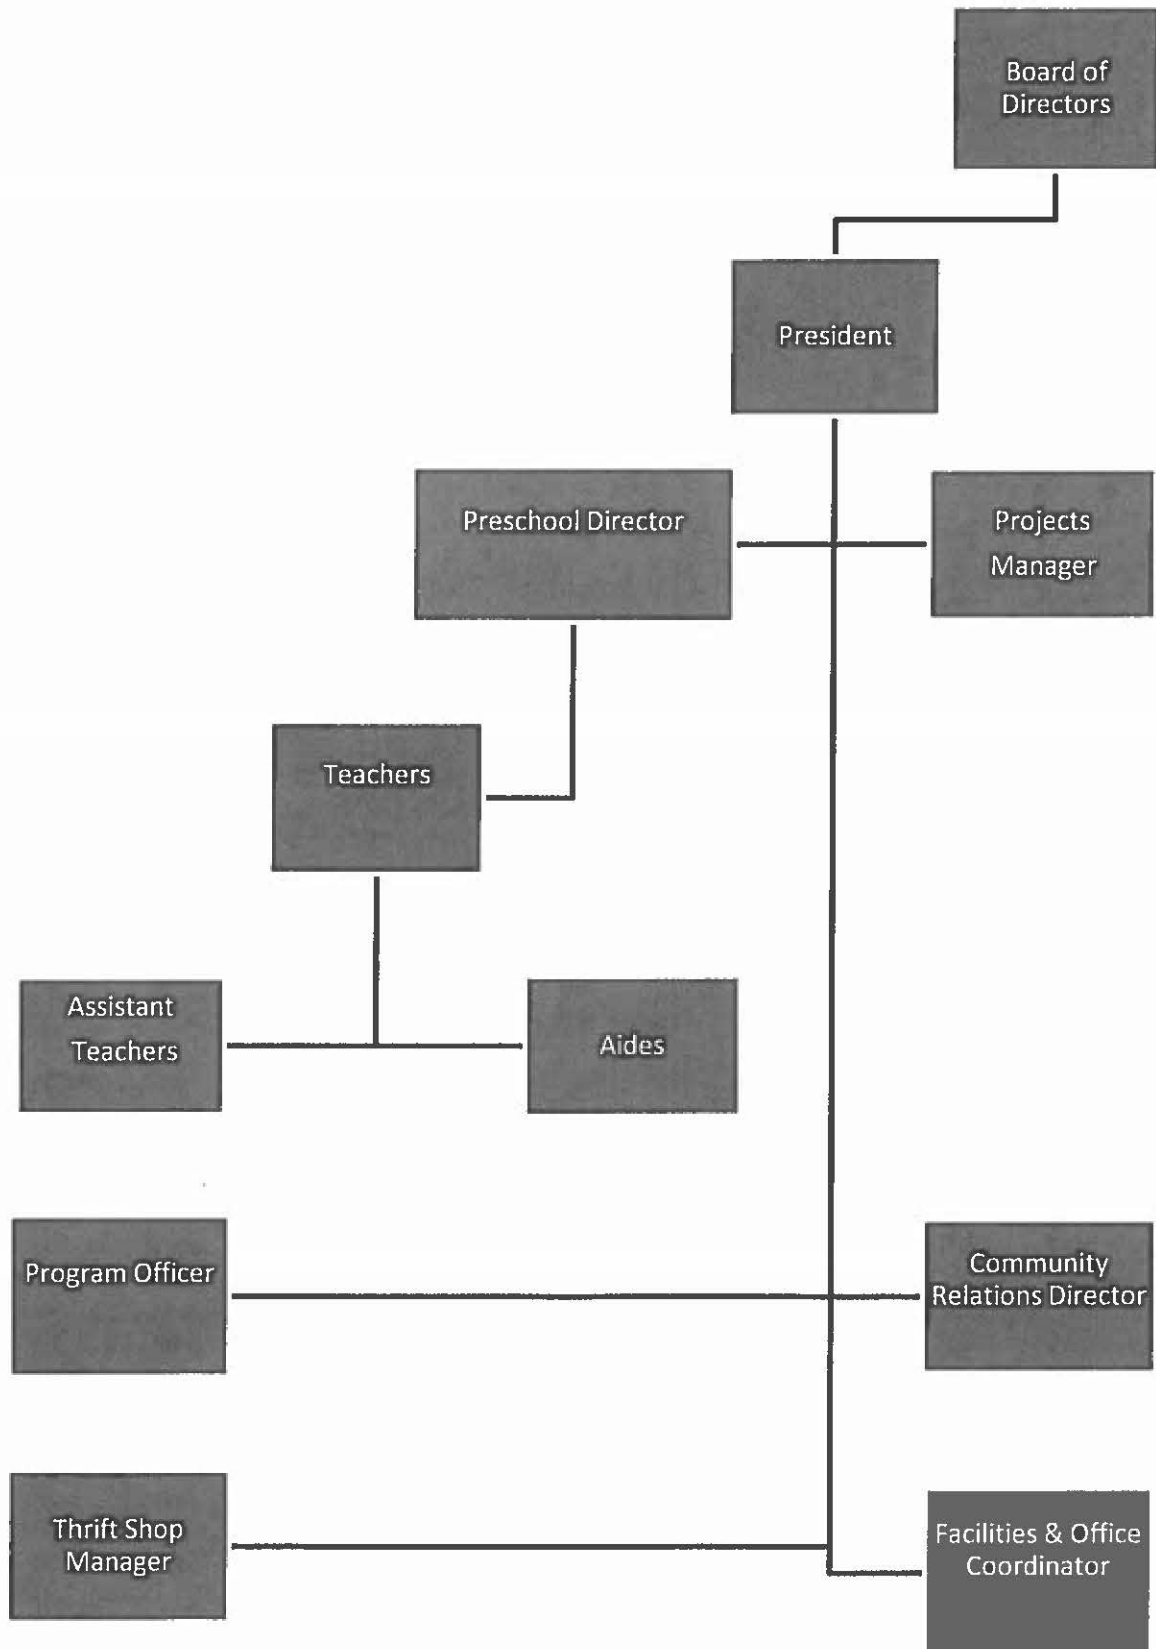 Board of
Directors
President
Preschool Director
Projects
Manager
Teachers
Assistant
Teachers
Aides
Program Officer
Community
Relations Director
Thrift Shop
Manager
Facilities & Office
Coordinator